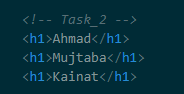 <!-- Task_2 -->
<h1>Ahmad</h1>
<h1>Mujtaba</h1>
<h1>Kainat</h1>